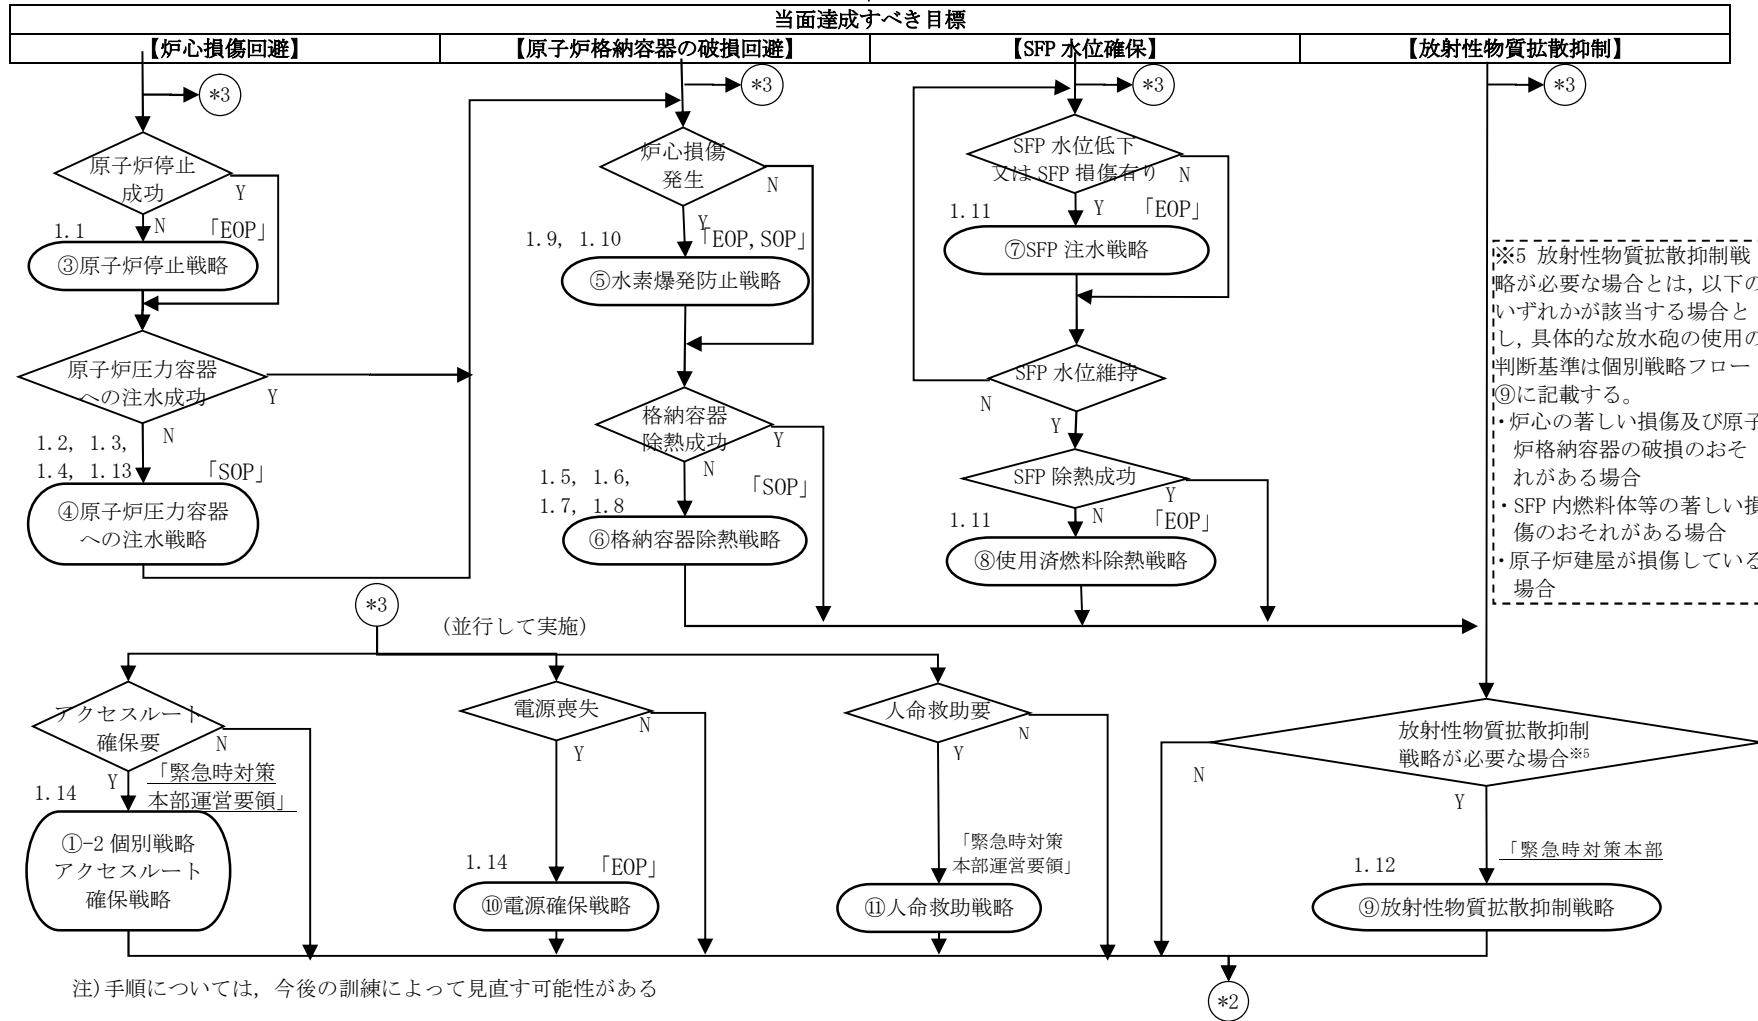 当面達成すべき目標
【炉心損傷回避】
【原子炉格納容器の破損回避】
【SFP 水位確保】
【放射性物質拡散抑制】
*3
*3
*3
*3
原子炉停止
成功
Y
N
1.1
「EOP」
③原子炉停止戦略
原子炉圧力容器
への注水成功
Y
N
1.2, 1.3,
1.4, 1.13
「SOP」
④原子炉圧力容器
への注水戦略
炉心損傷
発生
N
Y
1.9, 1.10
「EOP,SOP」
⑤水素爆発防止戦略
格納容器
除熱成功
Y
N
1.5, 1.6,
1.7, 1.8
「SOP」
⑥格納容器除熱戦略
SFP 水位低下
又は SFP 損傷有り
N
Y
1.11
「EOP」
⑦SFP 注水戦略
SFP 水位維持
N
Y
SFP 除熱成功
Y
N
1.11
「EOP」
⑧使用済燃料除熱戦略
※5 放射性物質拡散抑制戦
略が必要な場合とは, 以下の
いずれかが該当する場合と
し, 具体的な放水砲の使用の
判断基準は個別戦略フロー
⑨に記載する。
・炉心の著しい損傷及び原子
炉格納容器の破損のおそ
れがある場合
・SFP 内燃料体等の著しい損
傷のおそれがある場合
・原子炉建屋が損傷している
場合
*3
(並行して実施)
アクセスルート
確保要
N
Y
1.14
「緊急時対策
本部運営要領」
①-2 個別戦略
アクセスルート
確保戦略
電源喪失
N
Y
1.14
「EOP」
⑩電源確保戦略
人命救助要
N
Y
「緊急時対策
本部運営要領」
⑪人命救助戦略
放射性物質拡散抑制
戦略が必要な場合※5
N
Y
1.12
「緊急時対策本部
⑨放射性物質拡散抑制戦略
注)手順については, 今後の訓練によって見直す可能性がある
*2